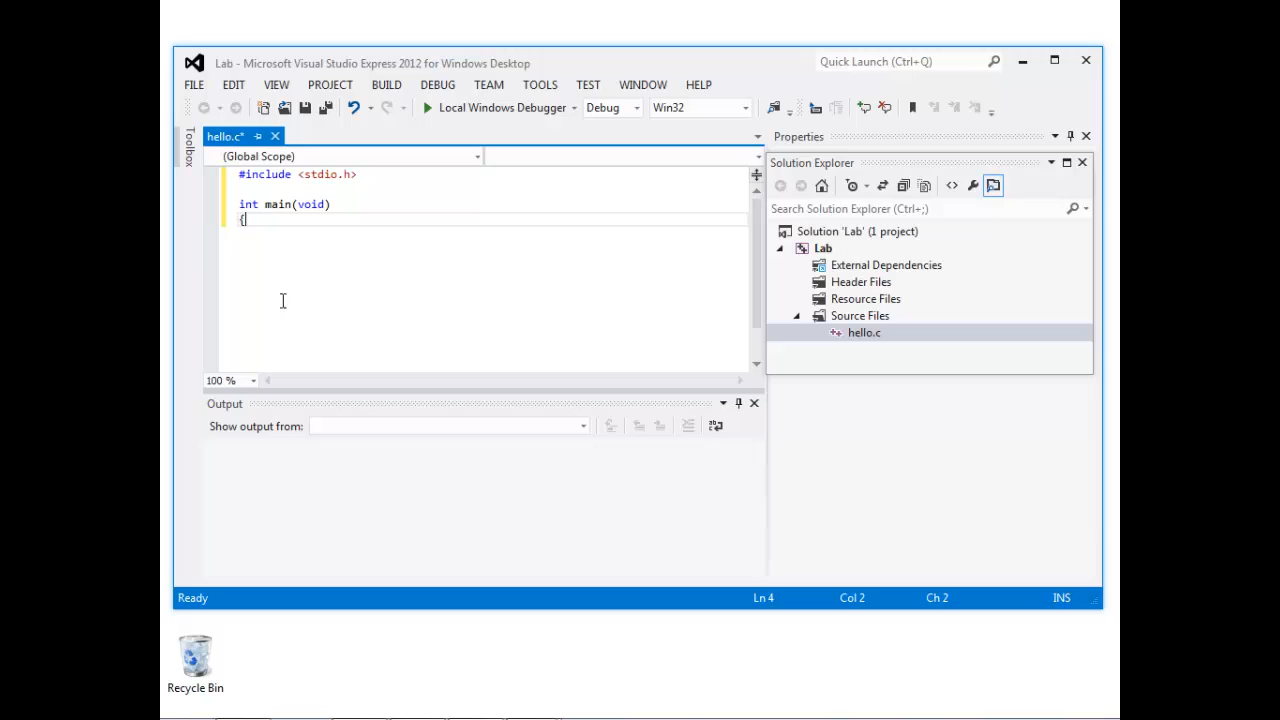 Lab - Microsoft Visual Studio Express 2012 for Windows Desktop
Quick Launch (Ctrl+Q)
FILE EDIT VIEW PROJECT BUILD DEBUG TEAM TOOLS TEST WINDOW HELP
Local Windows Debugger Debug Win32
Toolbox
hello.c*
Properties
(Global Scope)
Solution Explorer
#include <stdio.h>
int main(void)
{
Search Solution Explorer (Ctrl+;)
Solution 'Lab' (1 project)
Lab
External Dependencies
Header Files
Resource Files
Source Files
hello.c
100 %
Output
Show output from:
Ready Ln 4 Col 2 Ch 2 INS
Recycle Bin